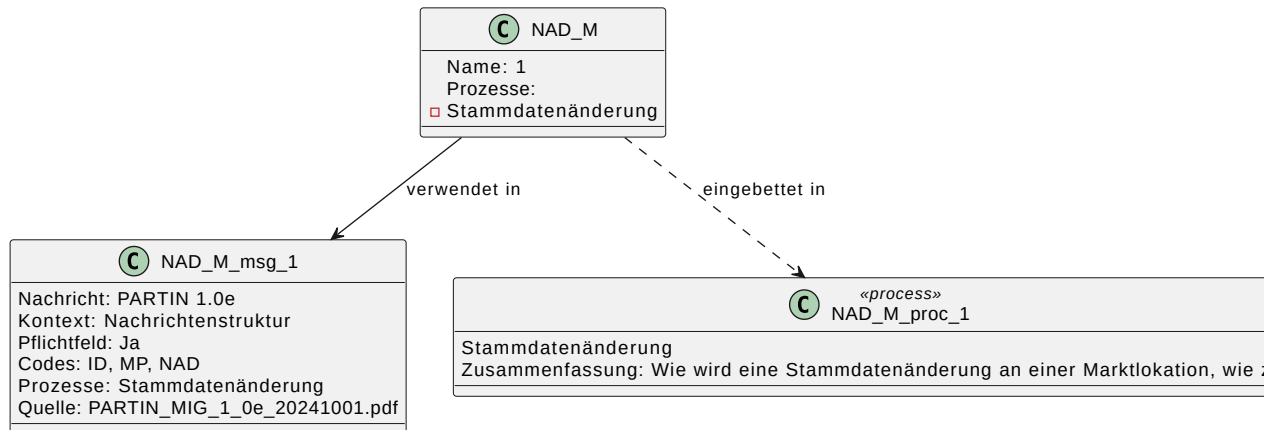 C NAD_M
Name: 1
Prozesse:
Stammdatenänderung
verwendet in
eingebettet in
C NAD_M_msg_1
Nachricht: PARTIN 1.0e
Kontext: Nachrichtenstruktur
Pflichtfeld: Ja
Codes: ID, MP, NAD
Prozesse: Stammdatenänderung
Quelle: PARTIN_MIG_1_0e_20241001.pdf
«process»
C NAD_M_proc_1
Stammdatenänderung
Zusammenfassung: Wie wird eine Stammdatenänderung an einer Marktlokation, wie